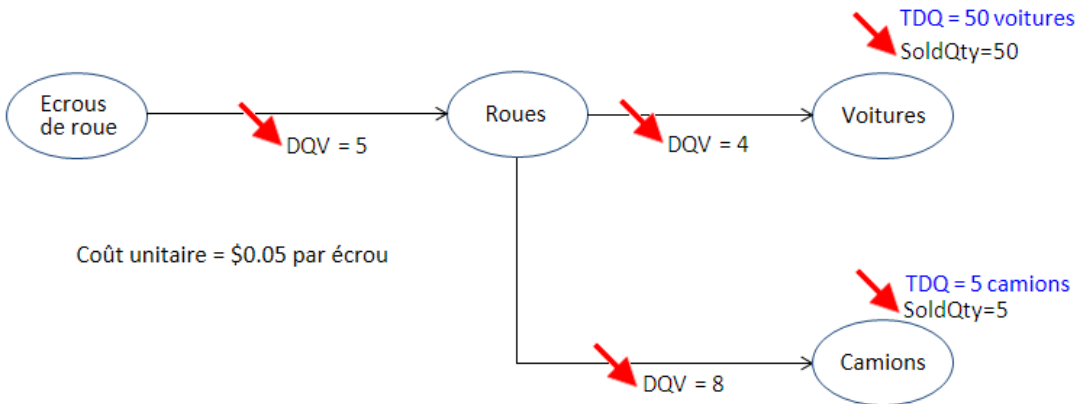 TDQ = 50 voitures
SoldQty=50
Ecrous
de roue
Roues
Voitures
DQV = 5
DQV = 4
Coût unitaire = $0.05 par écrou
TDQ = 5 camions
SoldQty=5
Camions
DQV = 8